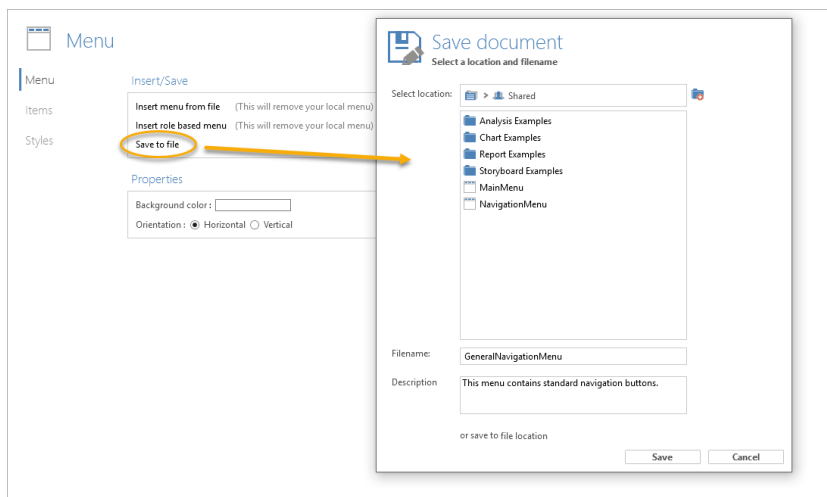 Menu
Menu
Items
Styles
Insert/Save
Insert menu from file (This will remove your local menu)
Insert role based menu (This will remove your local menu)
Save to file
Properties
Background color :
Orientation : Horizontal Vertical
Save document
Select a location and filename
Select location: > Shared
Analysis Examples
Chart Examples
Report Examples
Storyboard Examples
MainMenu
NavigationMenu
Filename: GeneralNavigationMenu
Description This menu contains standard navigation buttons.
or save to file location
Save Cancel